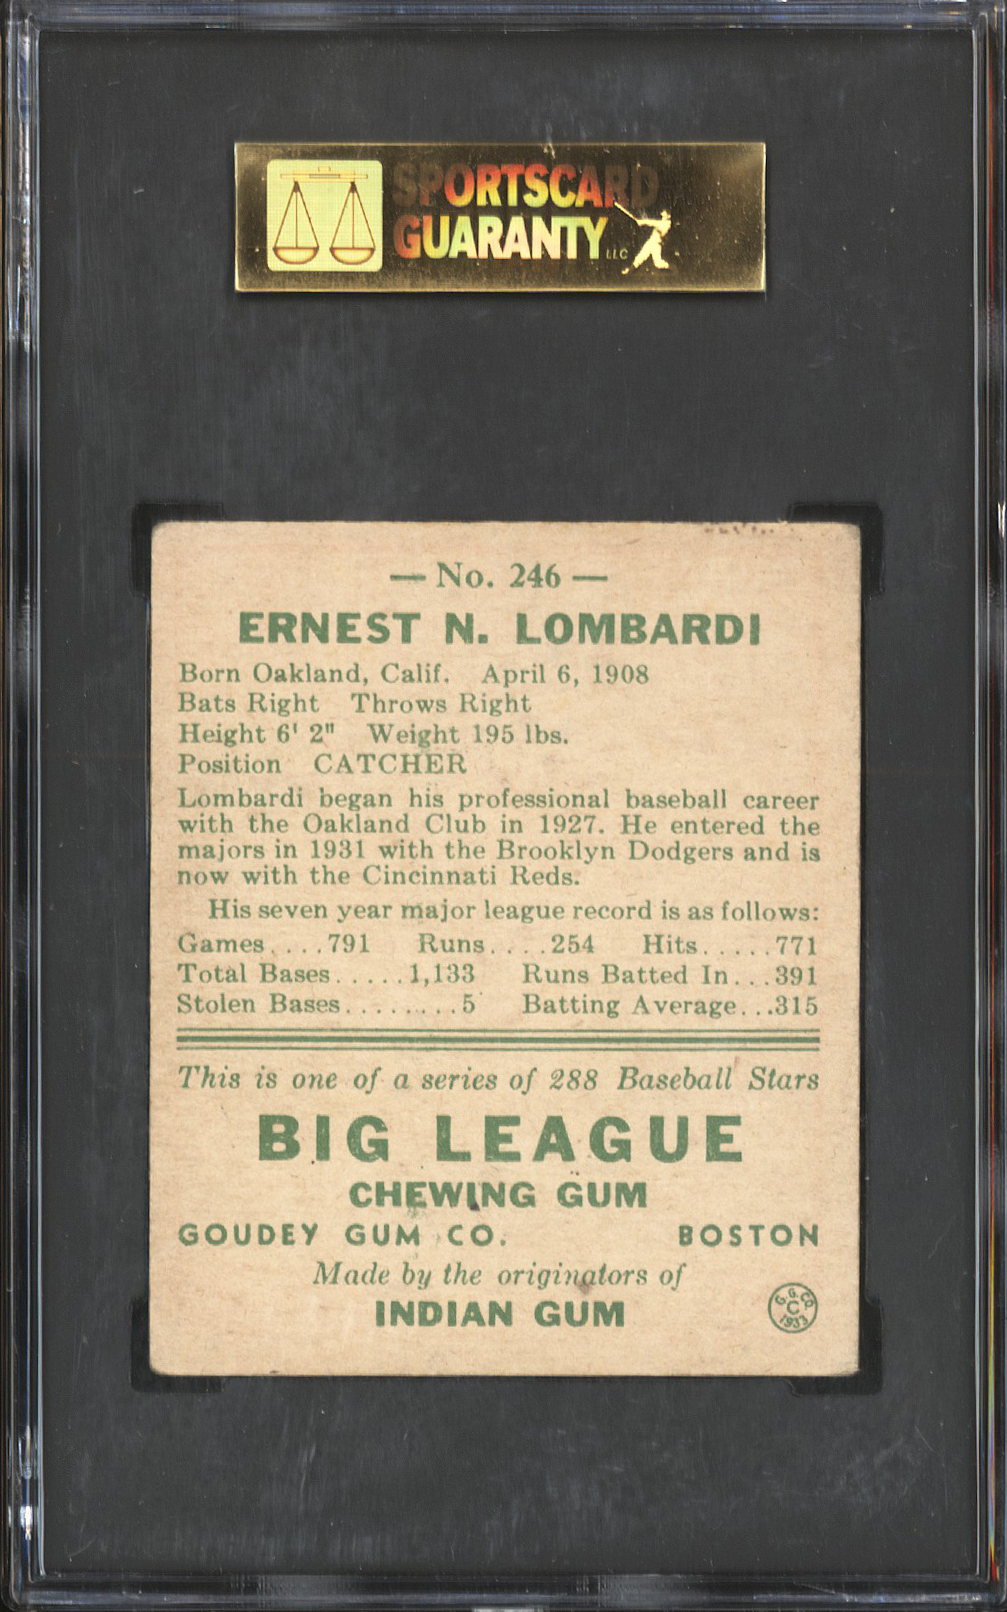 SPORTSCARD
GUARANTY LLC
— No. 246 —
ERNEST N. LOMBARDI
Born Oakland, Calif. April 6, 1908
Bats Right Throws Right
Height 6' 2" Weight 195 lbs.
Position CATCHER
Lombardi began his professional baseball career
with the Oakland Club in 1927. He entered the
majors in 1931 with the Brooklyn Dodgers and is
now with the Cincinnati Reds.
His seven year major league record is as follows:
Games....791 Runs....254 Hits.....771
Total Bases.....1,133 Runs Batted In...391
Stolen Bases........5 Batting Average...315
This is one of a series of 288 Baseball Stars
BIG LEAGUE
CHEWING GUM
GOUDEY GUM CO. BOSTON
Made by the originators of
INDIAN GUM
G.G.CO.
C
1933